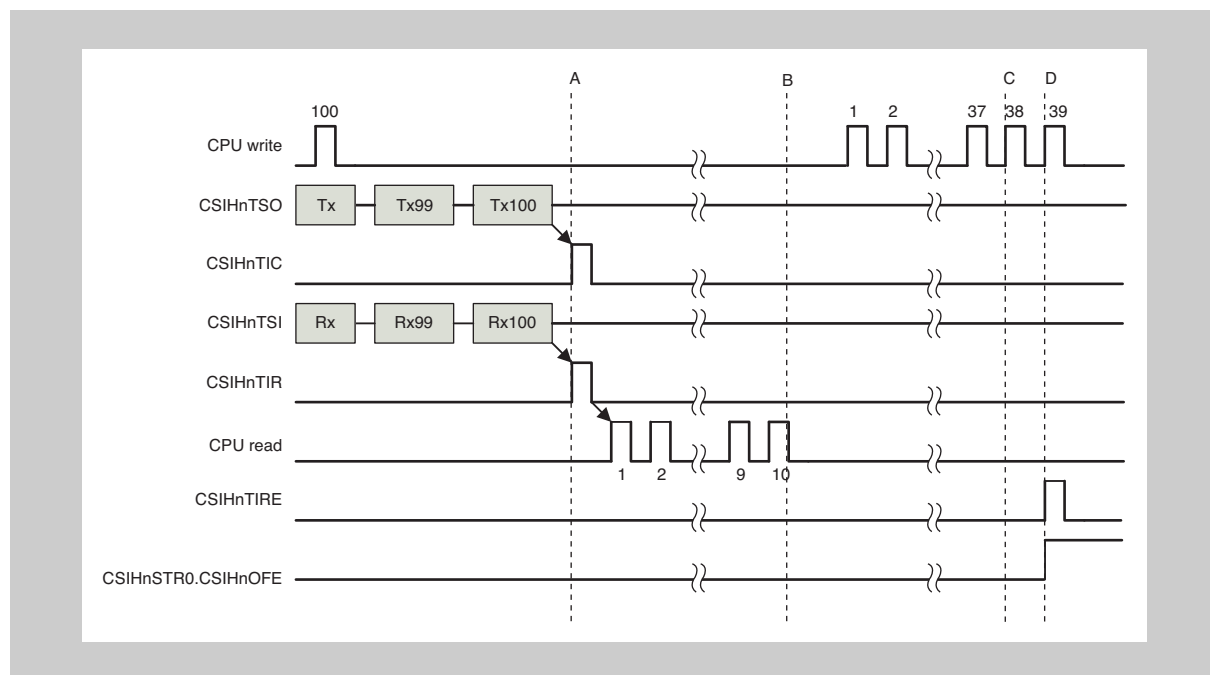 A B C D
100 1 2 37 38 39
CPU write
CSIHnTSO Tx Tx99 Tx100
CSIHnTIC
CSIHnTSI Rx Rx99 Rx100
CSIHnTIR
CPU read
1 2 9 10
CSIHnTIRE
CSIHnSTR0.CSIHnOFE